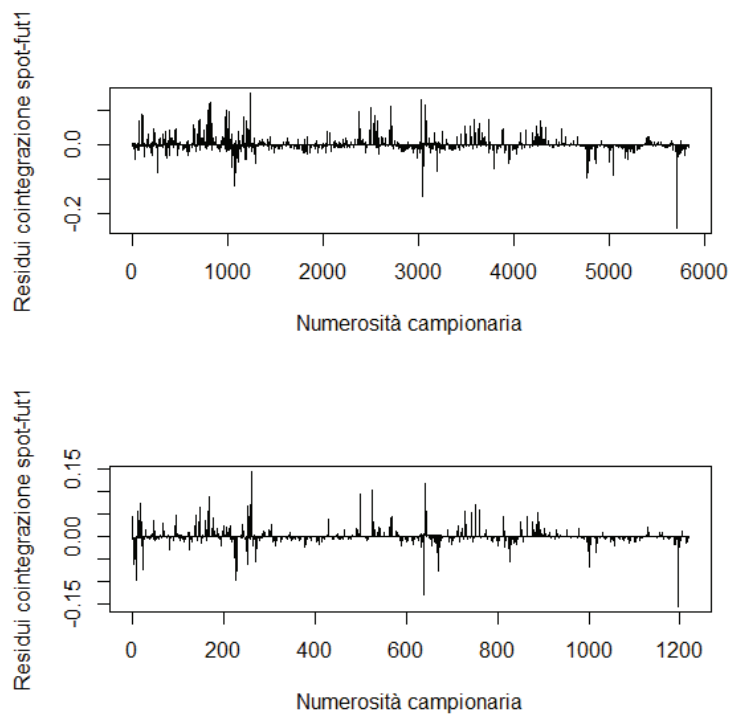 Residui cointegrazione spot-fut1
0.0
-0.2
0 1000 2000 3000 4000 5000 6000
Numerosità campionaria
Residui cointegrazione spot-fut1
0.15
0.00
-0.15
0 200 400 600 800 1000 1200
Numerosità campionaria